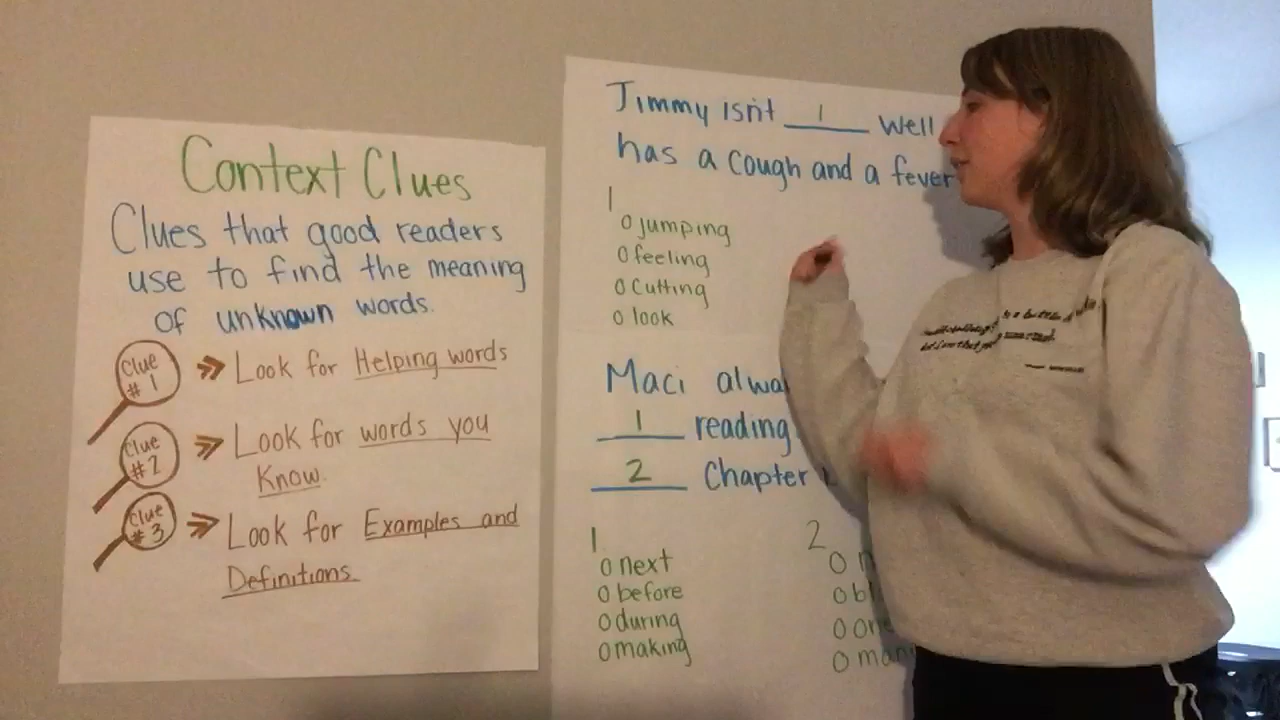 Context Clues
Clues that good readers
use to find the meaning
of unknown words.
Clue
#1
Look for Helping words
Clue
#2
Look for words you
Know.
Clue
#3
Look for Examples and
Definitions.
Jimmy isn't 1 well
has a cough and a fever
1
jumping
feeling
cutting
look
Maci
1 reading
2 Chapter
1.
next
before
during
making
2